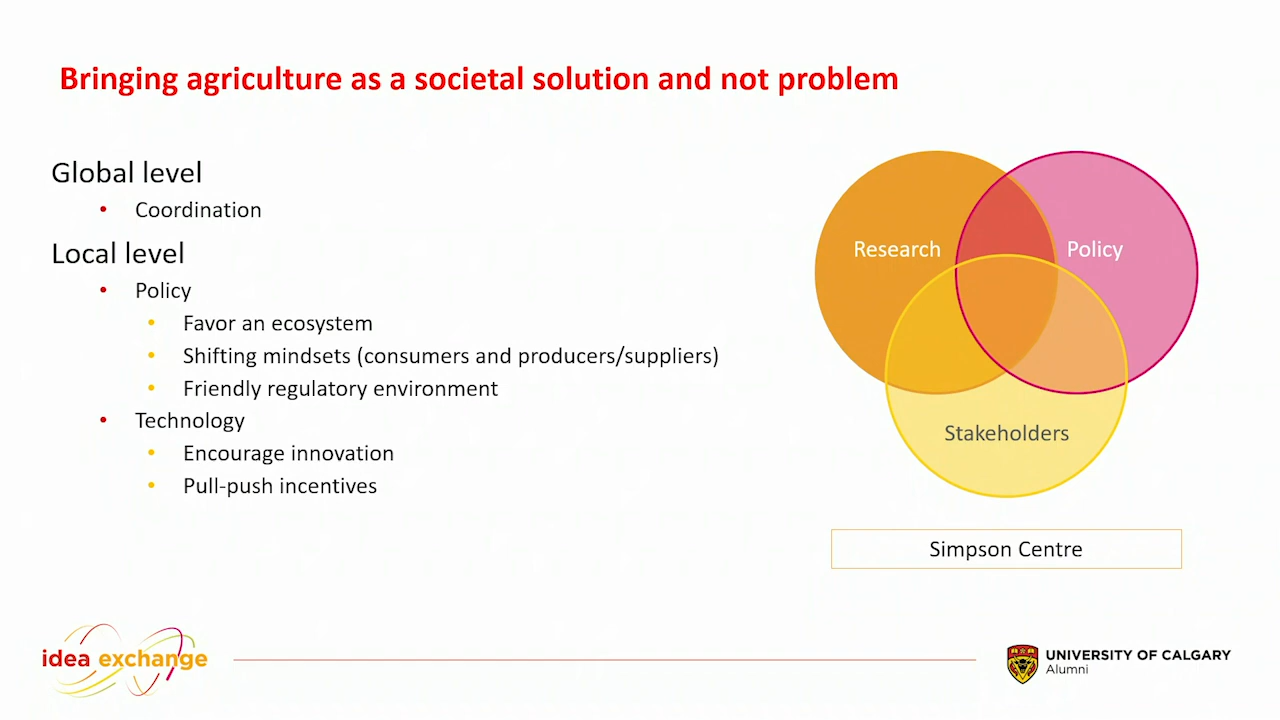 Bringing agriculture as a societal solution and not problem
Global level
• Coordination
Local level
• Policy
• Favor an ecosystem
• Shifting mindsets (consumers and producers/suppliers)
• Friendly regulatory environment
• Technology
• Encourage innovation
• Pull-push incentives
Research
Policy
Stakeholders
Simpson Centre
idea exchange
UNIVERSITY OF CALGARY
Alumni